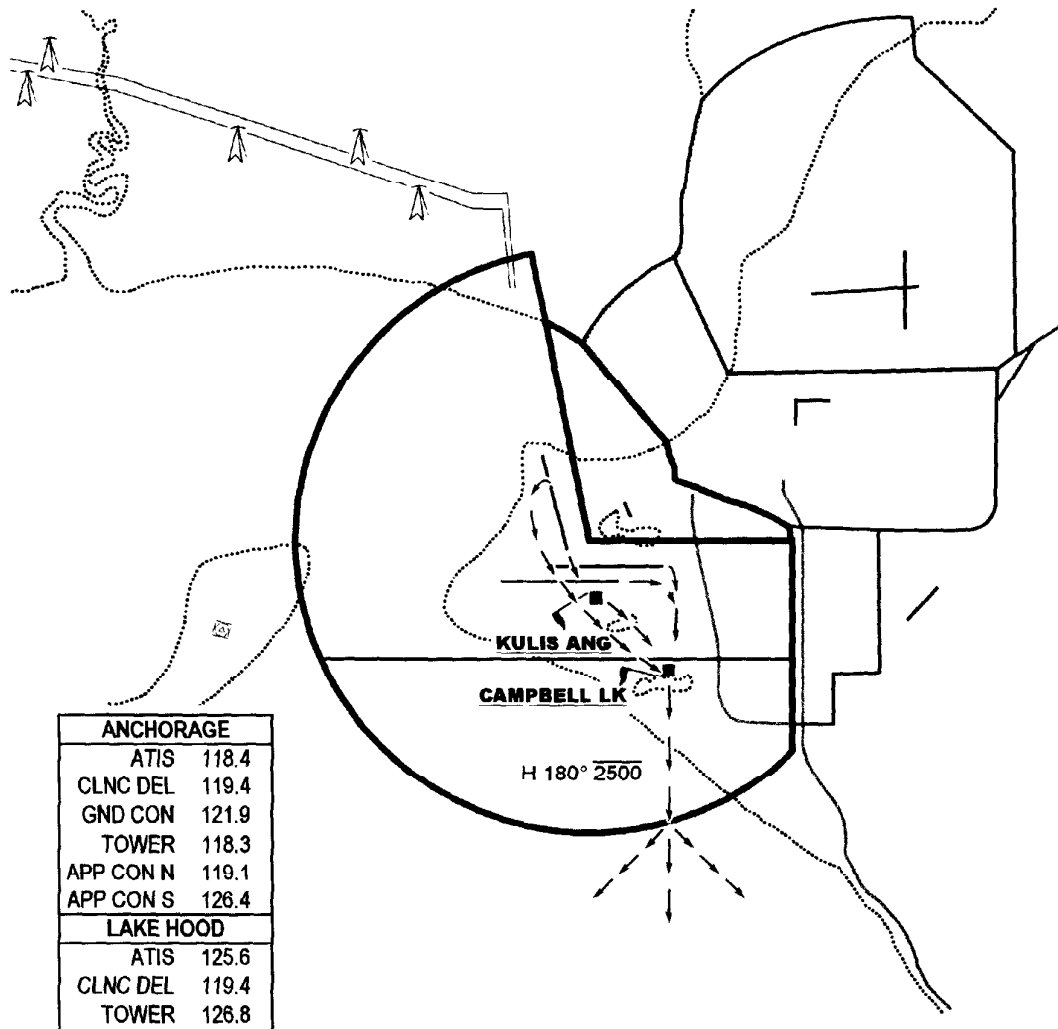 KULIS ANG
CAMPBELL LK
H 180° 2500
ANCHORAGE
ATIS 118.4
CLNC DEL 119.4
GND CON 121.9
TOWER 118.3
APP CON N 119.1
APP CON S 126.4
LAKE HOOD
ATIS 125.6
CLNC DEL 119.4
TOWER 126.8